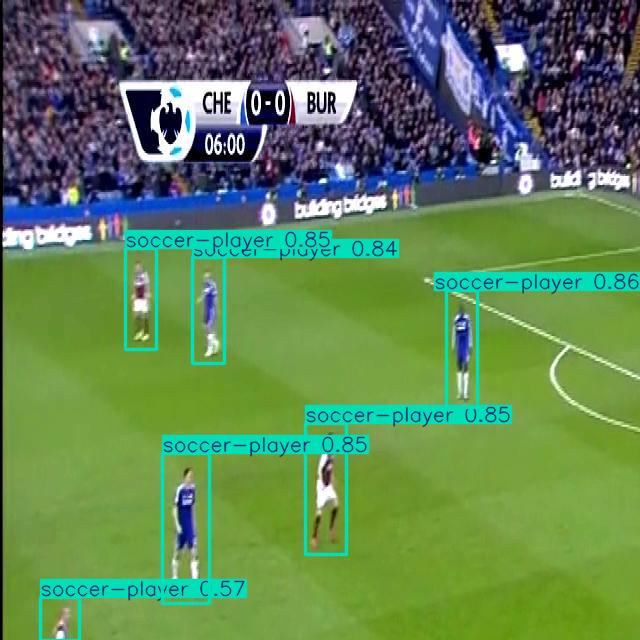 CHE 0-0 BUR
06:00
building bridges
building bridges
ding bridges
soccer-player 0.85
soccer-player 0.84
soccer-player 0.86
soccer-player 0.85
soccer-player 0.85
soccer-player 0.57